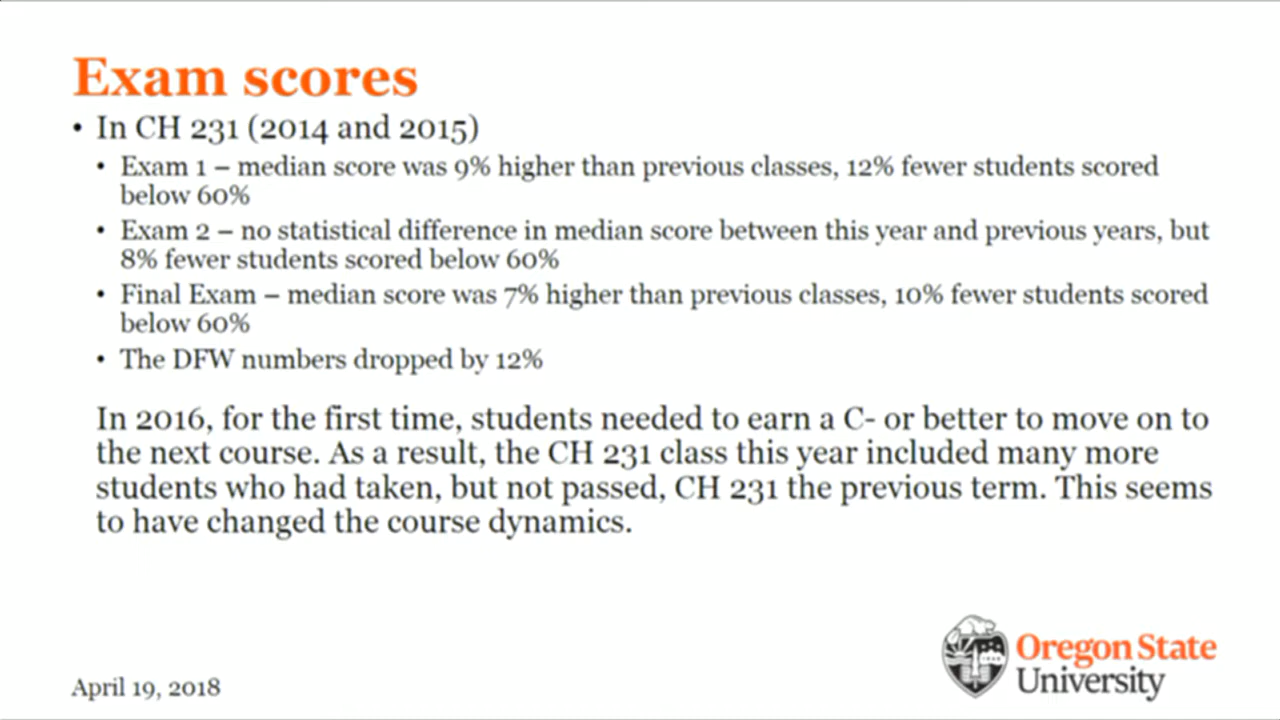 Exam scores
• In CH 231 (2014 and 2015)
• Exam 1 – median score was 9% higher than previous classes, 12% fewer students scored
below 60%
• Exam 2 – no statistical difference in median score between this year and previous years, but
8% fewer students scored below 60%
• Final Exam – median score was 7% higher than previous classes, 10% fewer students scored
below 60%
• The DFW numbers dropped by 12%
In 2016, for the first time, students needed to earn a C- or better to move on to
the next course. As a result, the CH 231 class this year included many more
students who had taken, but not passed, CH 231 the previous term. This seems
to have changed the course dynamics.
Oregon State
University
April 19, 2018